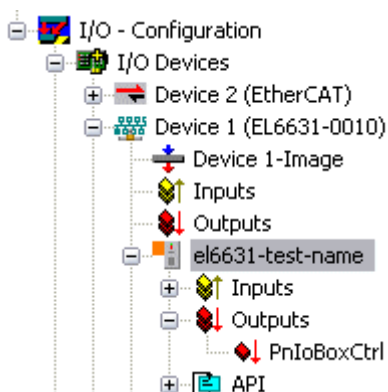 I/O - Configuration
I/O Devices
Device 2 (EtherCAT)
Device 1 (EL6631-0010)
Device 1-Image
Inputs
Outputs
el6631-test-name
Inputs
Outputs
PnIoBoxCtrl
API